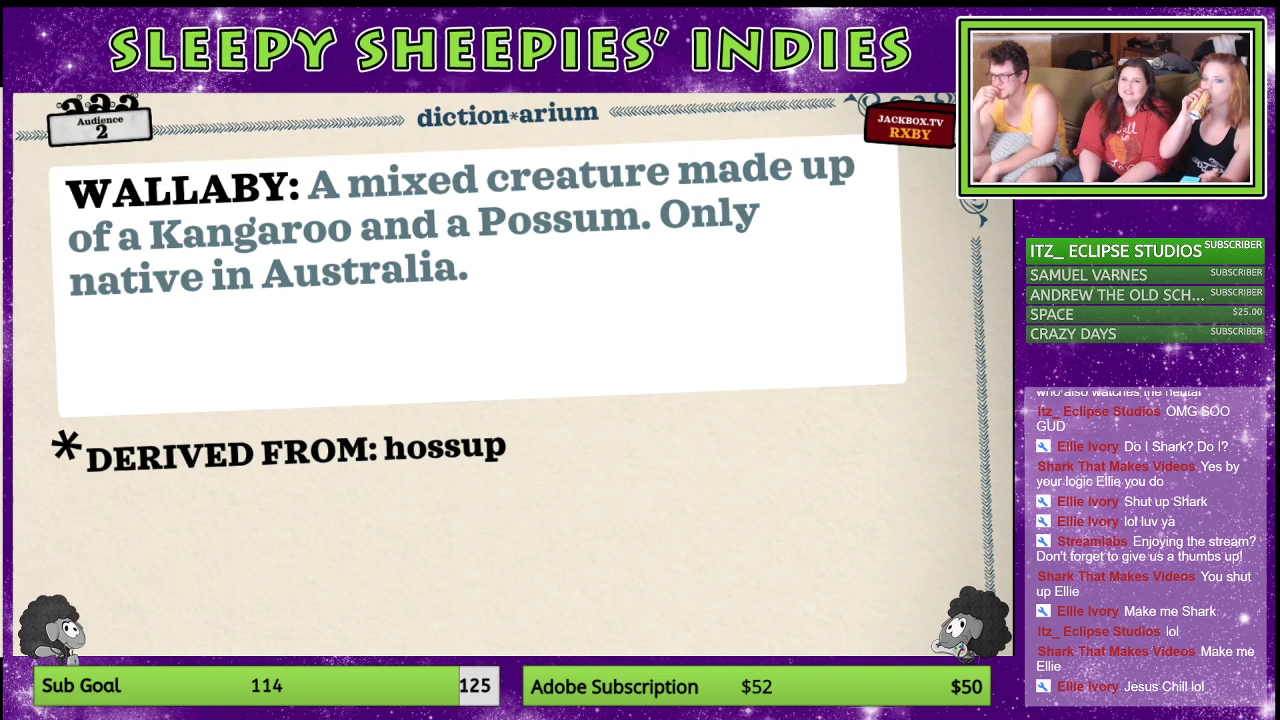 SLEEPY SHEEPIES' INDIES
Audience
2
diction*arium
JACKBOX.TV
RXBY
WALLABY: A mixed creature made up
of a Kangaroo and a Possum. Only
native in Australia.
*DERIVED FROM: hossup
ITZ_ ECLIPSE STUDIOS SUBSCRIBER
SAMUEL VARNES SUBSCRIBER
ANDREW THE OLD SCH... SUBSCRIBER
SPACE $25.00
CRAZY DAYS SUBSCRIBER
who also watches the
Itz_ Eclipse Studios OMG SOO
GUD
Ellie Ivory Do I Shark? Do I?
Shark That Makes Videos Yes by
your logic Ellie you do
Ellie Ivory Shut up Shark
Ellie Ivory lol luv ya
Streamlabs Enjoying the stream?
Don't forget to give us a thumbs up!
Shark That Makes Videos You shut
up Ellie
Ellie Ivory Make me Shark
Itz_ Eclipse Studios lol
Shark That Makes Videos Make me
Ellie
Ellie Ivory Jesus Chill lol
Sub Goal 114 125
Adobe Subscription $52 $50